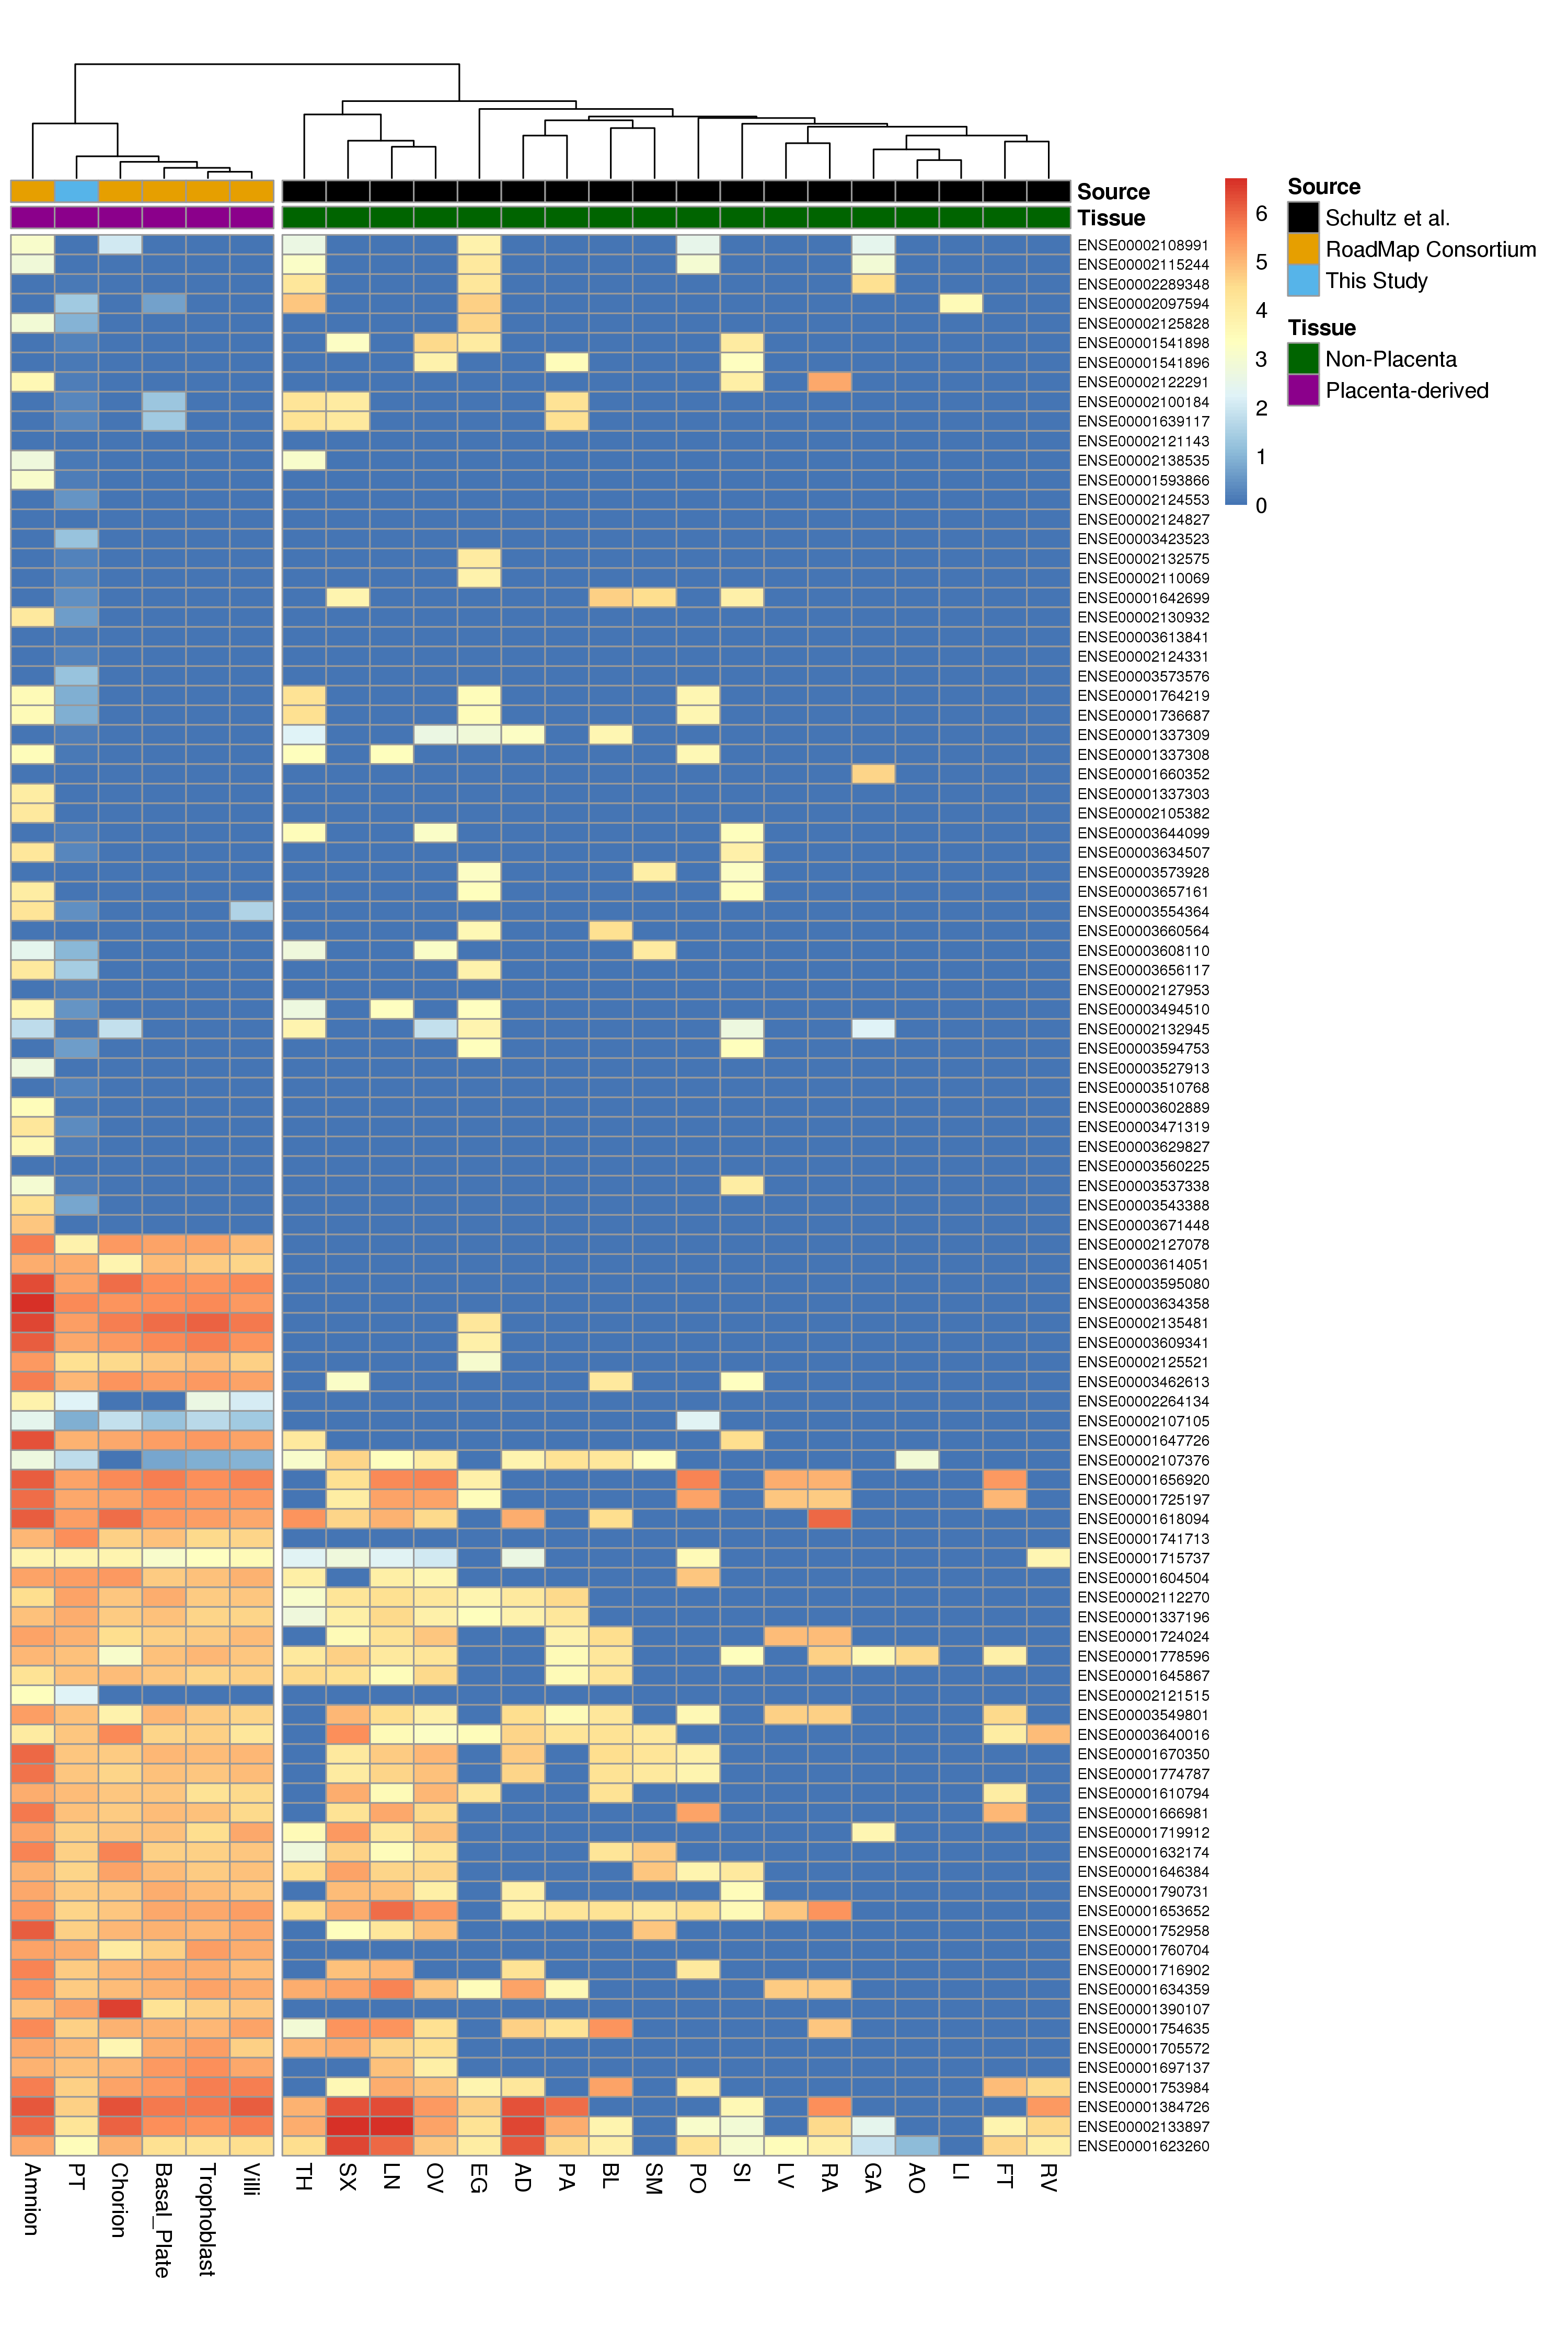 Source
Tissue
ENSE00002108991
ENSE00002115244
ENSE00002289348
ENSE00002097594
ENSE00002125828
ENSE00001541898
ENSE00001541896
ENSE00002122291
ENSE00002100184
ENSE00001639117
ENSE00002121143
ENSE00002138535
ENSE00001593866
ENSE00002124553
ENSE00002124827
ENSE00003423523
ENSE00002132575
ENSE00002110069
ENSE00001642699
ENSE00002130932
ENSE00003613841
ENSE00002124331
ENSE00003573576
ENSE00001764219
ENSE00001736687
ENSE00001337309
ENSE00001337308
ENSE00001660352
ENSE00001337303
ENSE00002105382
ENSE00003644099
ENSE00003634507
ENSE00003573928
ENSE00003657161
ENSE00003554364
ENSE00003660564
ENSE00003608110
ENSE00003656117
ENSE00002127953
ENSE00003494510
ENSE00002132945
ENSE00003594753
ENSE00003527913
ENSE00003510768
ENSE00003602889
ENSE00003471319
ENSE00003629827
ENSE00003560225
ENSE00003537338
ENSE00003543388
ENSE00003671448
ENSE00002127078
ENSE00003614051
ENSE00003595080
ENSE00003634358
ENSE00002135481
ENSE00003609341
ENSE00002125521
ENSE00003462613
ENSE00002264134
ENSE00002107105
ENSE00001647726
ENSE00002107376
ENSE00001656920
ENSE00001725197
ENSE00001618094
ENSE00001741713
ENSE00001715737
ENSE00001604504
ENSE00002112270
ENSE00001337196
ENSE00001724024
ENSE00001778596
ENSE00001645867
ENSE00002121515
ENSE00003549801
ENSE00003640016
ENSE00001670350
ENSE00001774787
ENSE00001610794
ENSE00001666981
ENSE00001719912
ENSE00001632174
ENSE00001646384
ENSE00001790731
ENSE00001653652
ENSE00001752958
ENSE00001760704
ENSE00001716902
ENSE00001634359
ENSE00001390107
ENSE00001754635
ENSE00001705572
ENSE00001697137
ENSE00001753984
ENSE00001384726
ENSE00002133897
ENSE00001623260
Amnion
PT
Chorion
Basal_Plate
Trophoblast
Villi
TH
SX
LN
OV
EG
AD
PA
BL
SM
PO
SI
LV
RA
GA
AO
LI
FT
RV
6
5
4
3
2
1
0
Source
Schultz et al.
RoadMap Consortium
This Study
Tissue
Non-Placenta
Placenta-derived